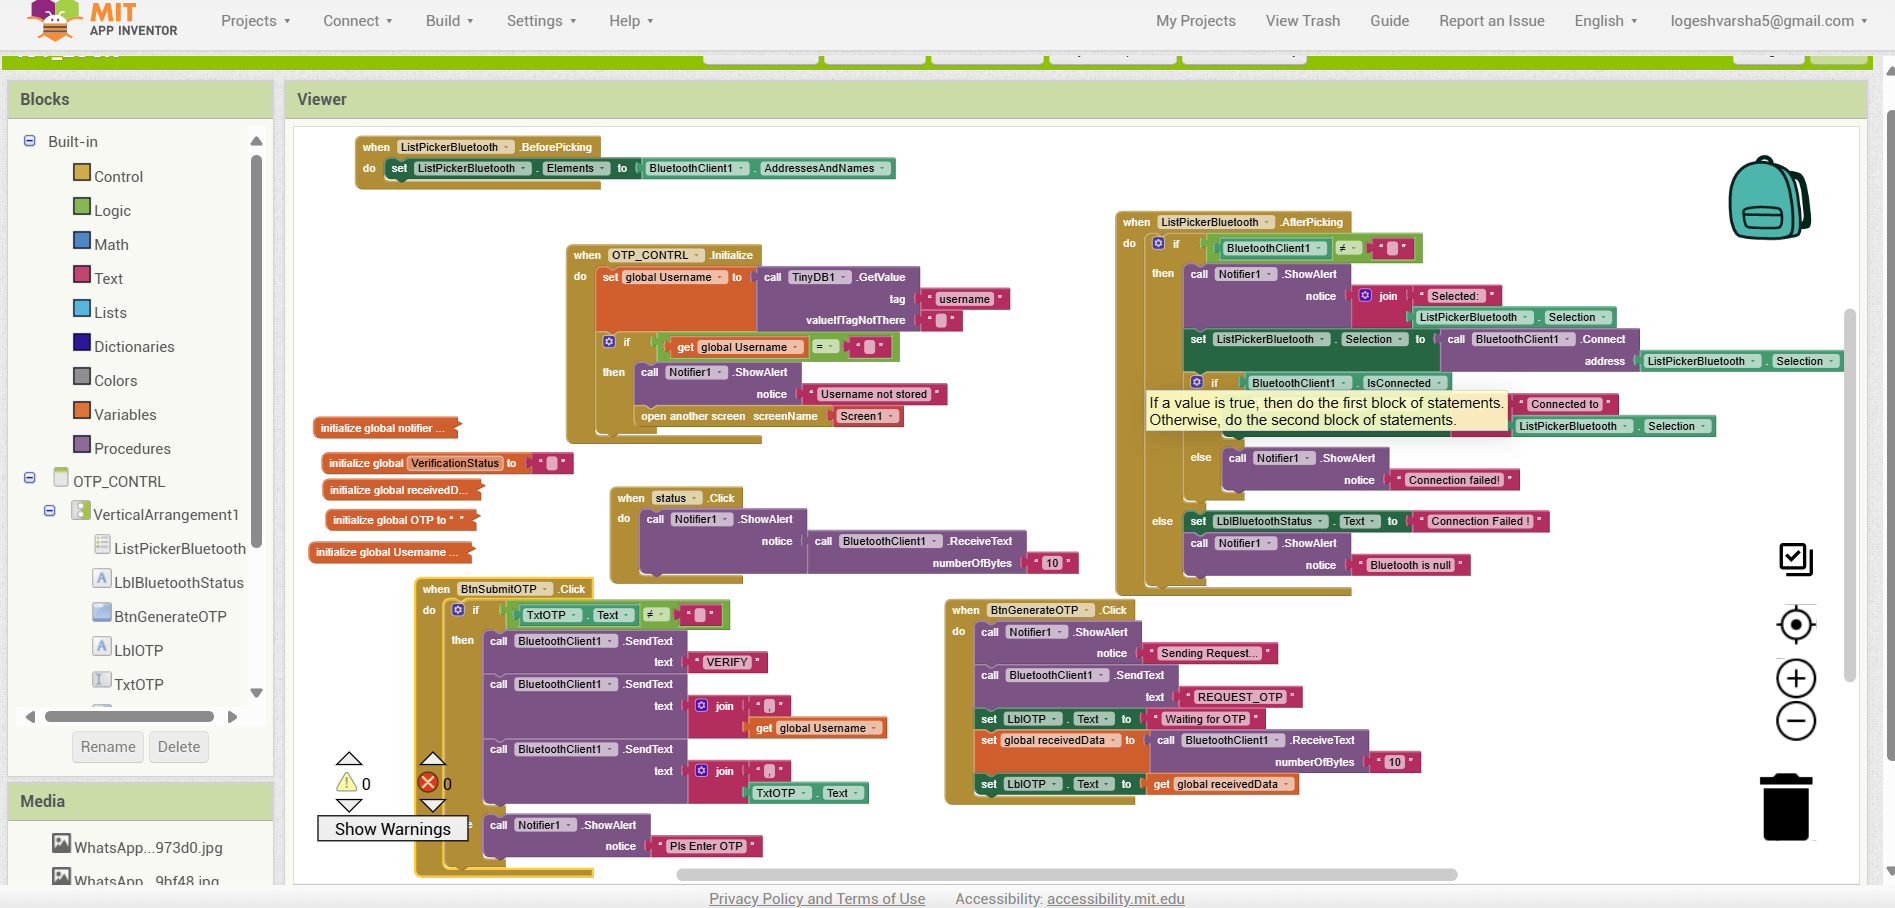 MIT
APP INVENTOR
Projects
Connect
Build
Settings
Help
My Projects
View Trash
Guide
Report an Issue
English
logeshvarsha5@gmail.com
Blocks
Viewer
Built-in
Control
Logic
Math
Text
Lists
Dictionaries
Colors
Variables
Procedures
OTP_CONTRL
VerticalArrangement1
ListPickerBluetooth
LblBluetoothStatus
BtnGenerateOTP
LblOTP
TxtOTP
Rename
Delete
Media
WhatsApp...973d0.jpg
WhatsApp...9bf48.jpg
when ListPickerBluetooth .BeforePicking
do set ListPickerBluetooth . Elements to BluetoothClient1 . AddressesAndNames
when OTP_CONTRL .Initialize
do set global Username to call TinyDB1 .GetValue
tag " username "
valueIfTagNotThere " "
if get global Username = " "
then call Notifier1 .ShowAlert
notice " Username not stored "
open another screen screenName " Screen1 "
initialize global notifier ...
initialize global VerificationStatus to " "
initialize global receivedD...
initialize global OTP to " "
initialize global Username ...
when status .Click
do call Notifier1 .ShowAlert
notice call BluetoothClient1 .ReceiveText
numberOfBytes " 10 "
when BtnSubmitOTP .Click
do if TxtOTP . Text ≠ " "
then call BluetoothClient1 .SendText
text " VERIFY "
call BluetoothClient1 .SendText
text join " , "
get global Username
call BluetoothClient1 .SendText
text join " , "
TxtOTP . Text
call Notifier1 .ShowAlert
notice " Pls Enter OTP "
0
0
Show Warnings
when ListPickerBluetooth .AfterPicking
do if BluetoothClient1 ≠ " "
then call Notifier1 .ShowAlert
notice join " Selected: "
ListPickerBluetooth . Selection
set ListPickerBluetooth . Selection to call BluetoothClient1 .Connect
address ListPickerBluetooth . Selection
if BluetoothClient1 . IsConnected
If a value is true, then do the first block of statements.
Otherwise, do the second block of statements.
" Connected to "
ListPickerBluetooth . Selection
else call Notifier1 .ShowAlert
notice " Connection failed! "
else set LblBluetoothStatus . Text to " Connection Failed ! "
call Notifier1 .ShowAlert
notice " Bluetooth is null "
when BtnGenerateOTP .Click
do call Notifier1 .ShowAlert
notice " Sending Request... "
call BluetoothClient1 .SendText
text " REQUEST_OTP "
set LblOTP . Text to " Waiting for OTP "
set global receivedData to call BluetoothClient1 .ReceiveText
numberOfBytes " 10 "
set LblOTP . Text to get global receivedData
Privacy Policy and Terms of Use
Accessibility: accessibility.mit.edu